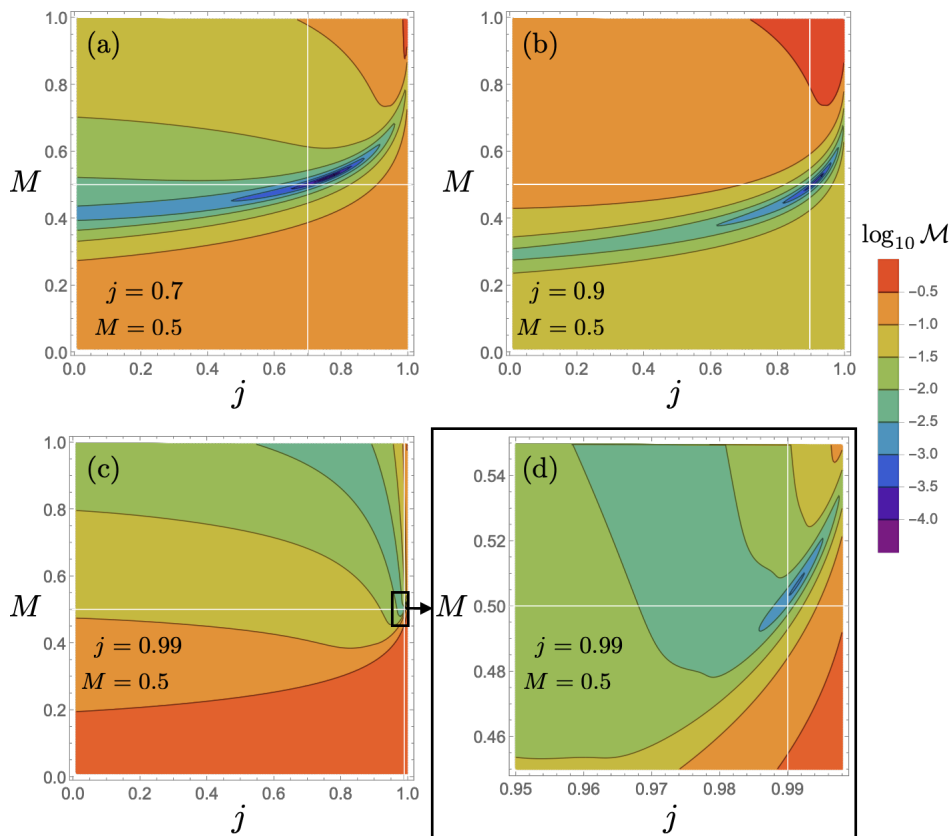 (a)
1.0
0.8
0.6
M
0.4
0.2
0.0
j = 0.7
M = 0.5
0.0 0.2 0.4 0.6 0.8 1.0
j
(b)
1.0
0.8
0.6
M
0.4
0.2
0.0
j = 0.9
M = 0.5
0.0 0.2 0.4 0.6 0.8 1.0
j
log₁₀ ℳ
-0.5
-1.0
-1.5
-2.0
-2.5
-3.0
-3.5
-4.0
(c)
1.0
0.8
0.6
M
0.4
0.2
0.0
j = 0.99
M = 0.5
0.0 0.2 0.4 0.6 0.8 1.0
j
(d)
0.54
0.52
M
0.50
0.48
0.46
j = 0.99
M = 0.5
0.95 0.96 0.97 0.98 0.99
j